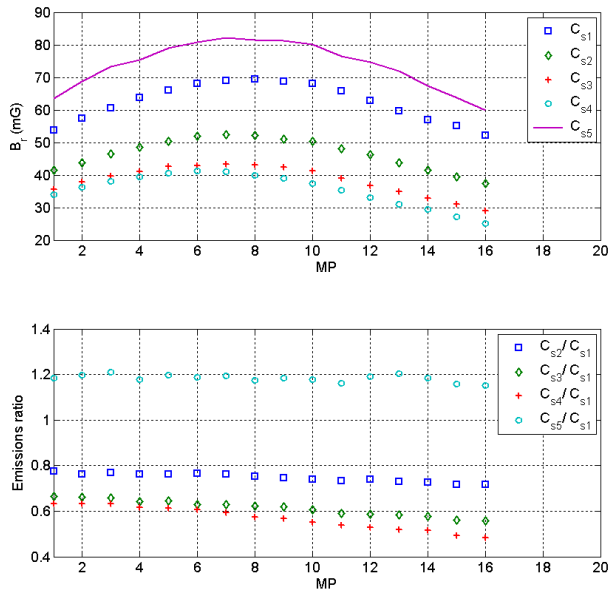 90
80
70
60
50
40
30
20
B_r (mG)
C_s1
C_s2
C_s3
C_s4
C_s5
2 4 6 8 10 12 14 16 18 20
MP
1.4
1.2
1
0.8
0.6
0.4
Emissions ratio
C_s2/ C_s1
C_s3/ C_s1
C_s4/ C_s1
C_s5/ C_s1
2 4 6 8 10 12 14 16 18 20
MP